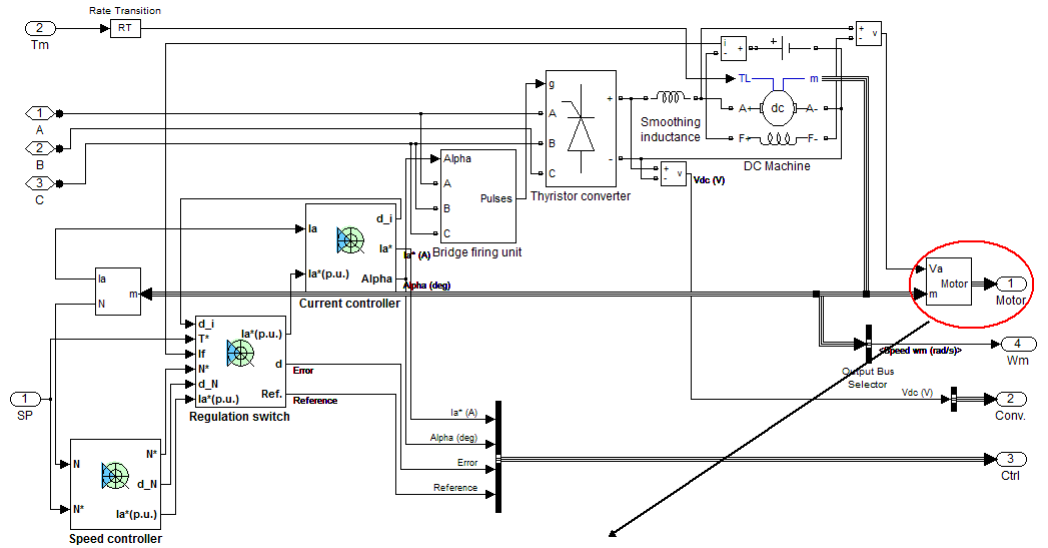 Rate Transition
2
RT
Tm
+
-
v
i
+
-
+
TL
m
g
1
A
A
+
A+
dc
A-
Smoothing
inductance
2
B
B
F+
F-
DC Machine
Alpha
-
+
-
v
Vdc (V)
3
C
A
C
Pulses
Thyristor converter
B
C
Bridge firing unit
d_i
Ia
Ia*
Ia* (A)
Ia*(p.u.)
Alpha
Alpha (deg)
Current controller
Ia
N
m
Va
Motor
m
1
Motor
d_i
T*
If
N*
d_N
Ia*(p.u.)
Ia*(p.u.)
d
Error
Ref.
Reference
Regulation switch
<Speed wm (rad/s)>
4
Wm
Output Bus
Selector
1
SP
Vdc (V)
2
Conv.
Ia* (A)
Alpha (deg)
Error
Reference
3
Ctrl
N
N*
N*
d_N
Ia*(p.u.)
Speed controller